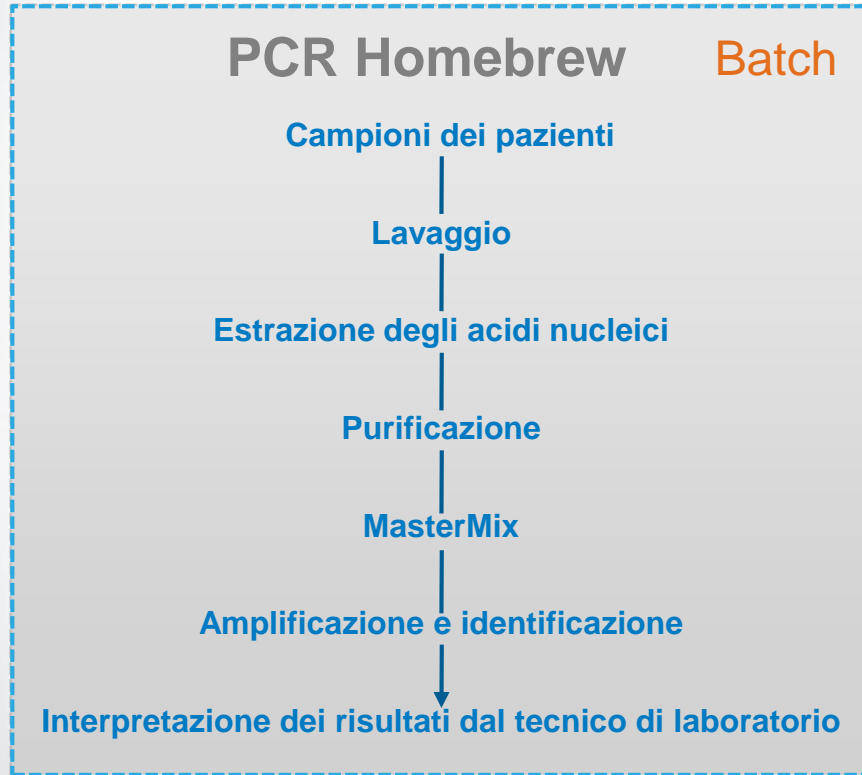 PCR Homebrew Batch
Campioni dei pazienti
Lavaggio
Estrazione degli acidi nucleici
Purificazione
MasterMix
Amplificazione e identificazione
Interpretazione dei risultati dal tecnico di laboratorio